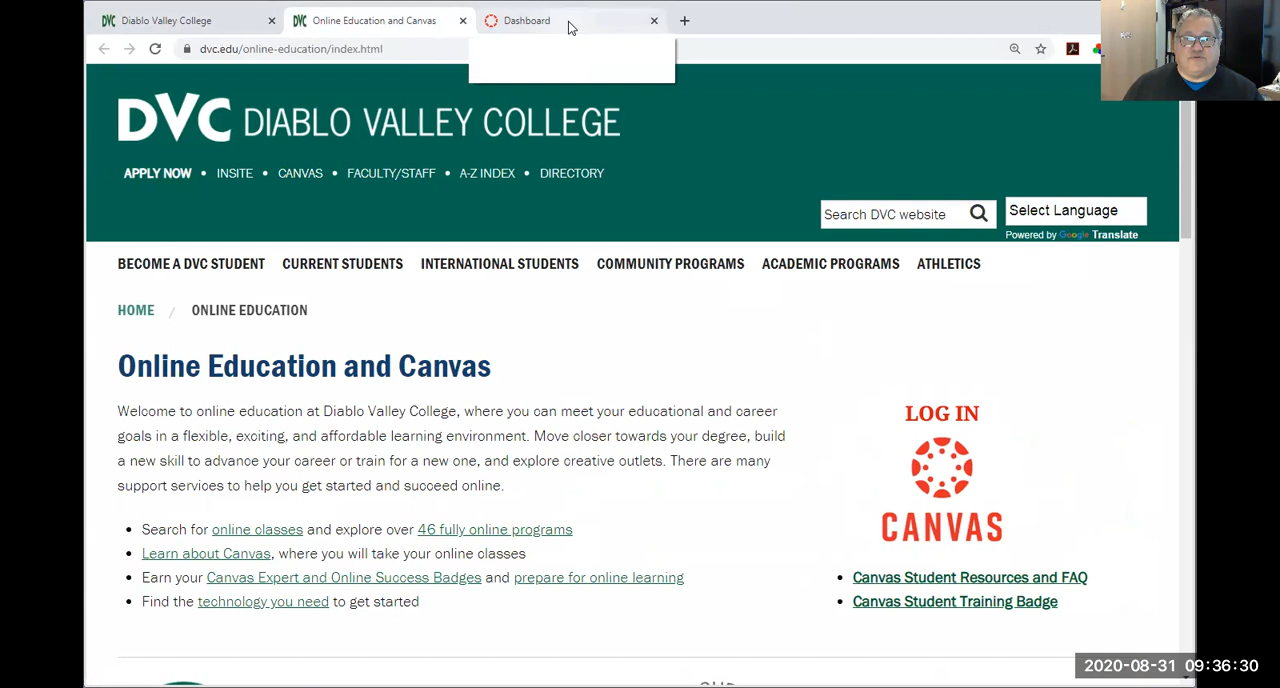 DVC Diablo Valley College
DVC Online Education and Canvas
Dashboard
dvc.edu/online-education/index.html
DVC DIABLO VALLEY COLLEGE
APPLY NOW • INSITE • CANVAS • FACULTY/STAFF • A-Z INDEX • DIRECTORY
Search DVC website
Select Language
Powered by Google Translate
BECOME A DVC STUDENT CURRENT STUDENTS INTERNATIONAL STUDENTS COMMUNITY PROGRAMS ACADEMIC PROGRAMS ATHLETICS
HOME / ONLINE EDUCATION
Online Education and Canvas
Welcome to online education at Diablo Valley College, where you can meet your educational and career
goals in a flexible, exciting, and affordable learning environment. Move closer towards your degree, build
a new skill to advance your career or train for a new one, and explore creative outlets. There are many
support services to help you get started and succeed online.
• Search for online classes and explore over 46 fully online programs
• Learn about Canvas, where you will take your online classes
• Earn your Canvas Expert and Online Success Badges and prepare for online learning
• Find the technology you need to get started
LOG IN
CANVAS
• Canvas Student Resources and FAQ
• Canvas Student Training Badge
2020-08-31 09:36:30